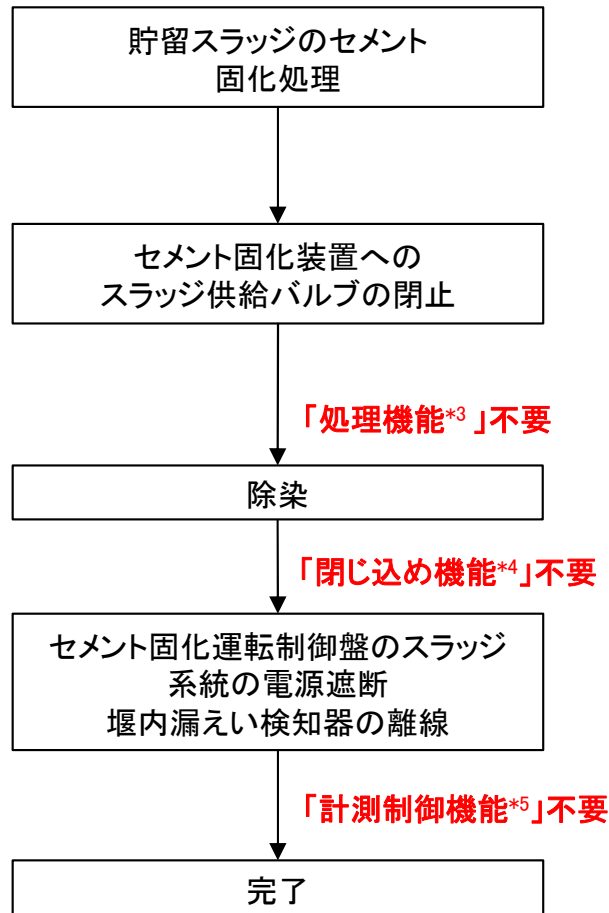 貯留スラッジのセメント
固化処理
セメント固化装置への
スラッジ供給バルブの閉止
「処理機能*3 」不要
除染
「閉じ込め機能*4」不要
セメント固化運転制御盤のスラッジ
系統の電源遮断
堰内漏えい検知器の離線
「計測制御機能*5」不要
完了